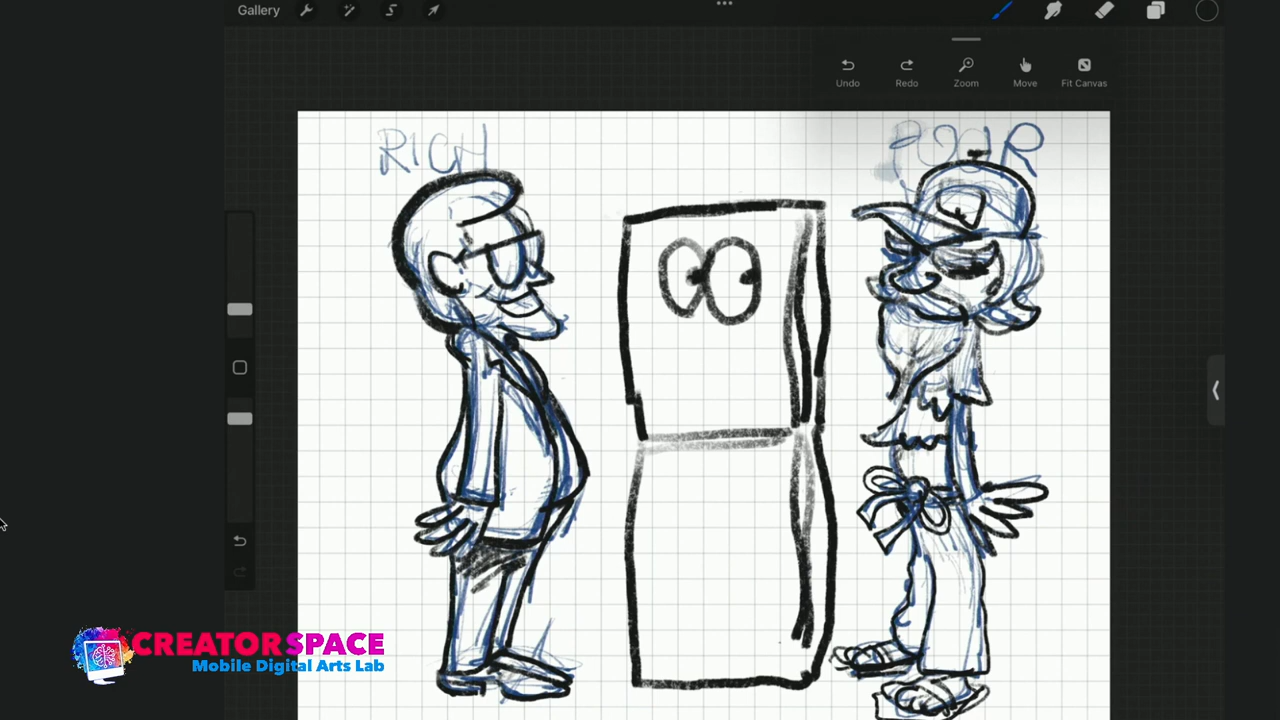 Gallery
Undo Redo Zoom Move Fit Canvas
RICH POOR
CREATORSPACE
Mobile Digital Arts Lab